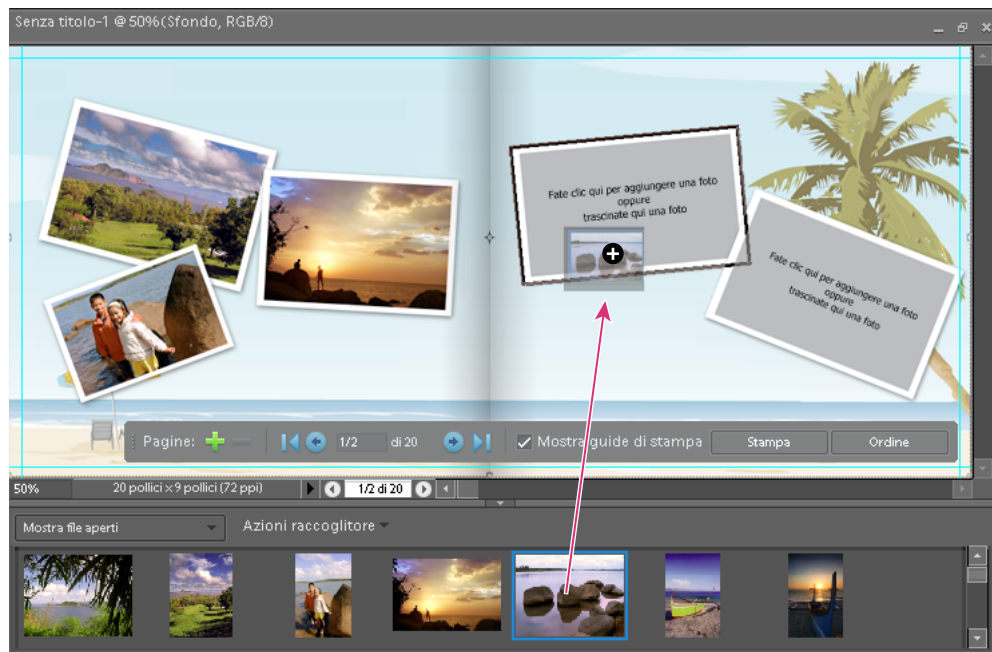 Senza titolo-1 @ 50% (Sfondo, RGB/8)
Fate clic qui per aggiungere una foto
oppure
trascinate qui una foto
Fate clic qui per aggiungere una foto
oppure
trascinate qui una foto
Pagine: 1/2 di 20 Mostra guide di stampa Stampa Ordine
50% 20 pollici x 9 pollici (72 ppi) 1/2 di 20
Mostra file aperti Azioni raccoglitore